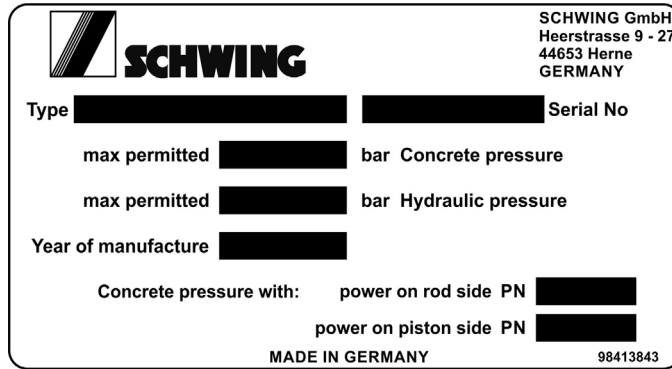 SCHWING
SCHWING GmbH
Heerstrasse 9 - 27
44653 Herne
GERMANY
Type Serial No
max permitted bar Concrete pressure
max permitted bar Hydraulic pressure
Year of manufacture
Concrete pressure with: power on rod side PN
power on piston side PN
MADE IN GERMANY 98413843